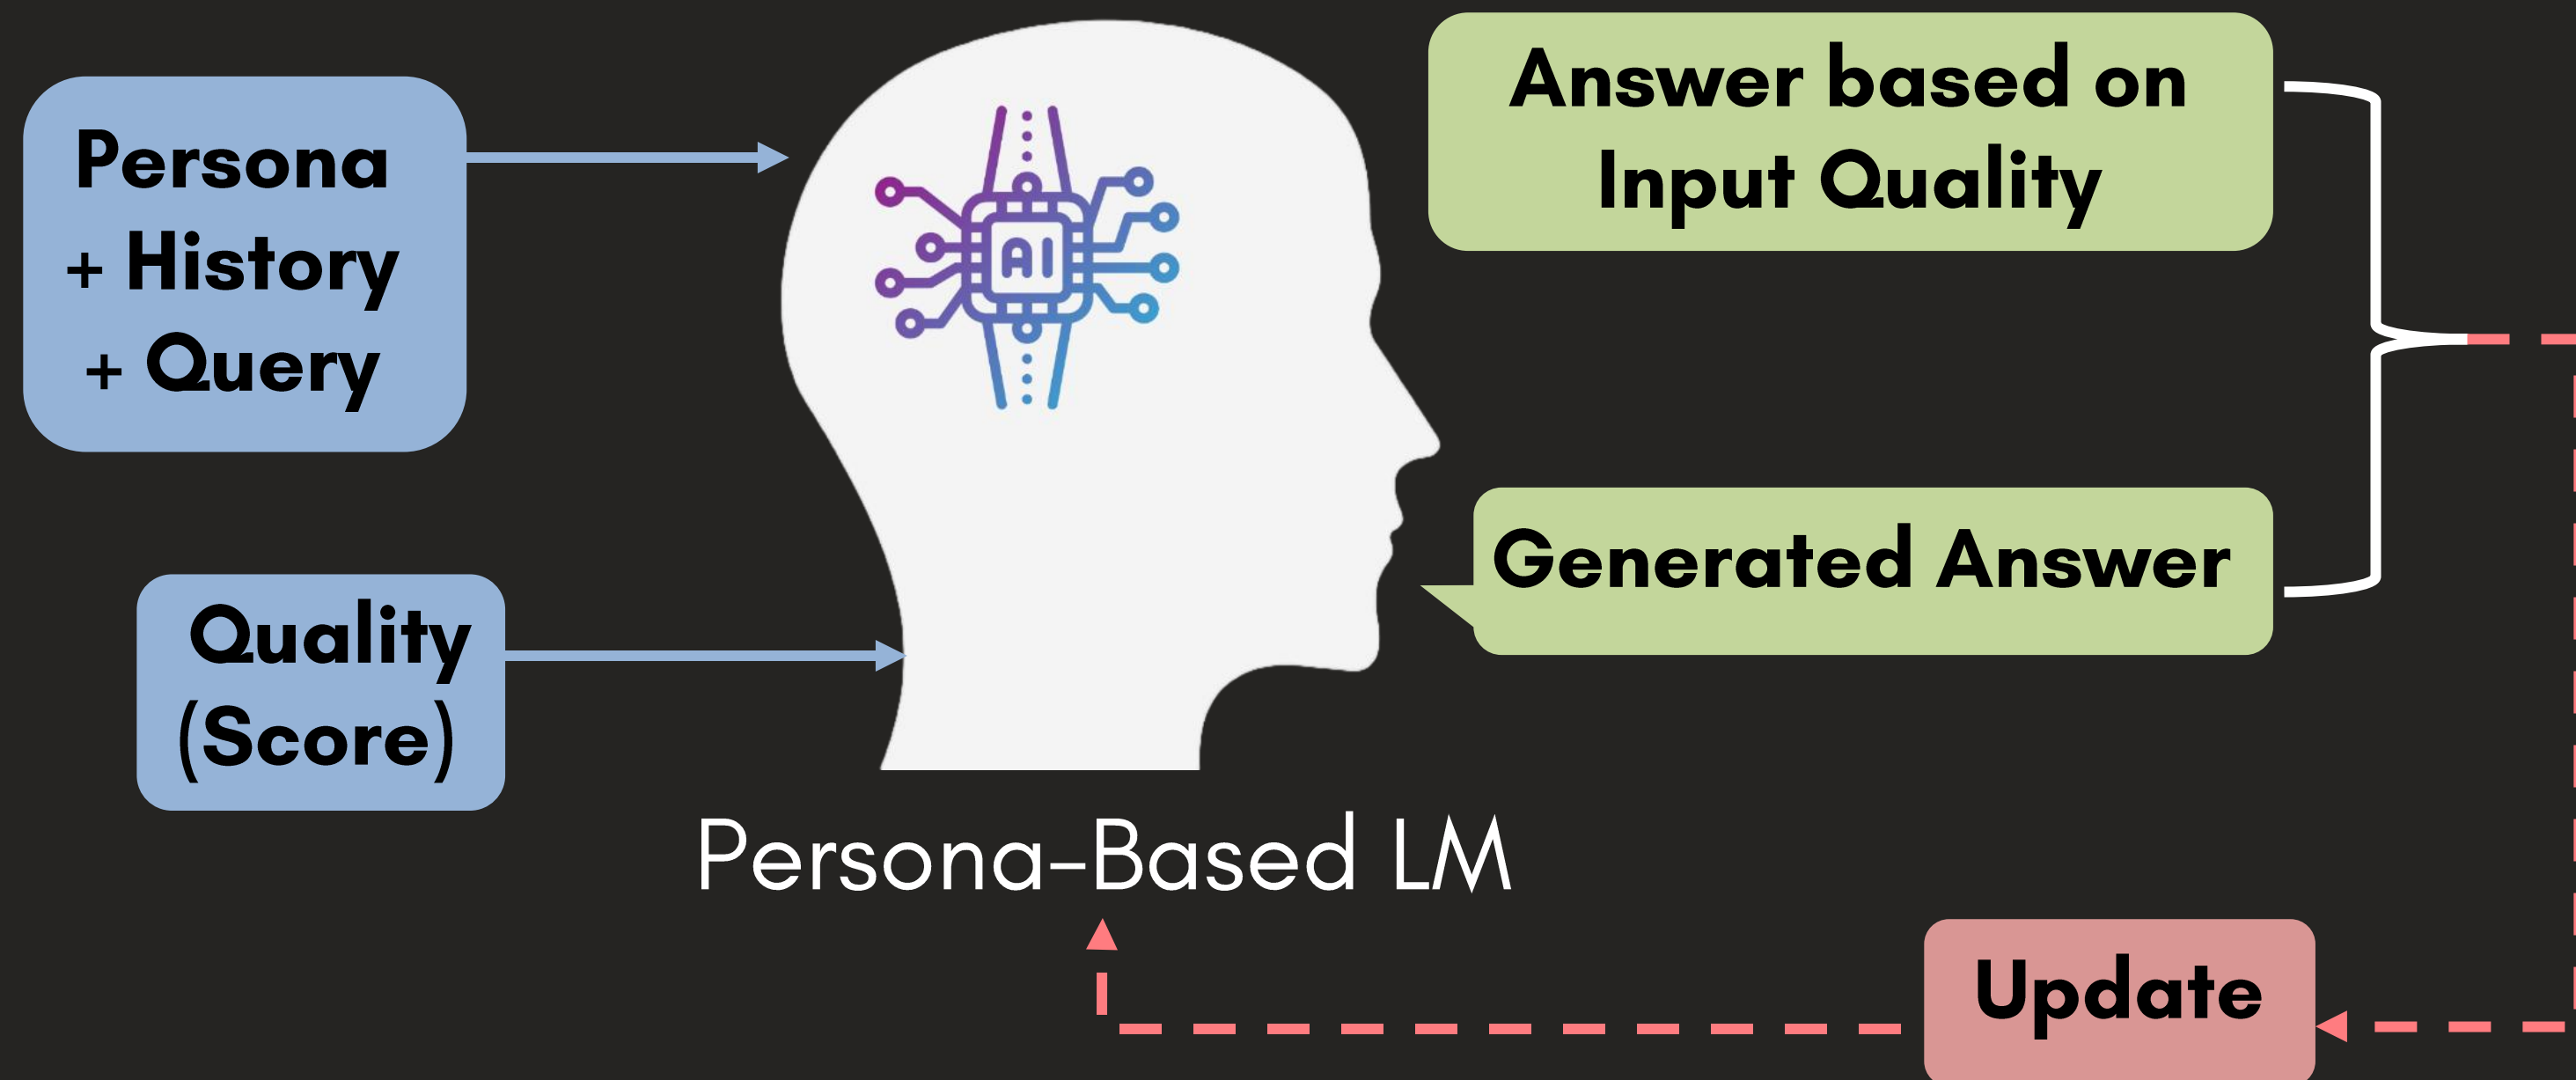 Persona
+ History
+ Query
Quality
(Score)
AI
Persona-Based LM
Answer based on
Input Quality
Generated Answer
Update